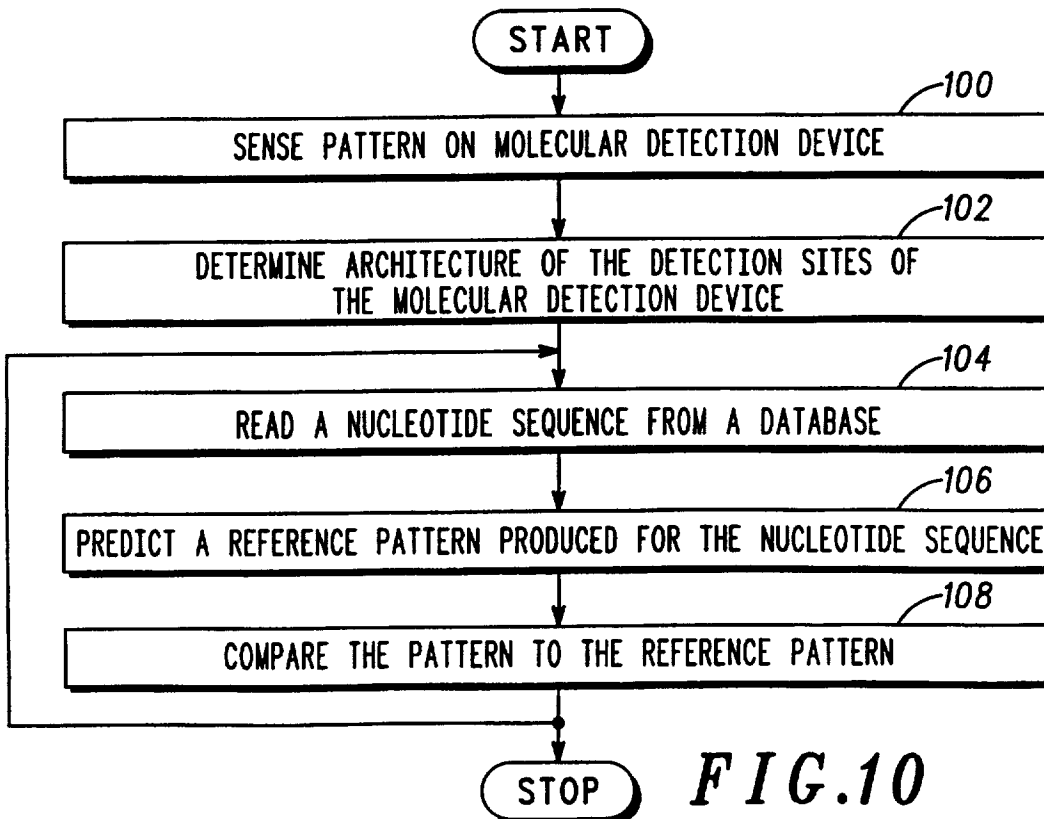 START
100
SENSE PATTERN ON MOLECULAR DETECTION DEVICE
102
DETERMINE ARCHITECTURE OF THE DETECTION SITES OF
THE MOLECULAR DETECTION DEVICE
104
READ A NUCLEOTIDE SEQUENCE FROM A DATABASE
106
PREDICT A REFERENCE PATTERN PRODUCED FOR THE NUCLEOTIDE SEQUENCE
108
COMPARE THE PATTERN TO THE REFERENCE PATTERN
STOP
FIG.10